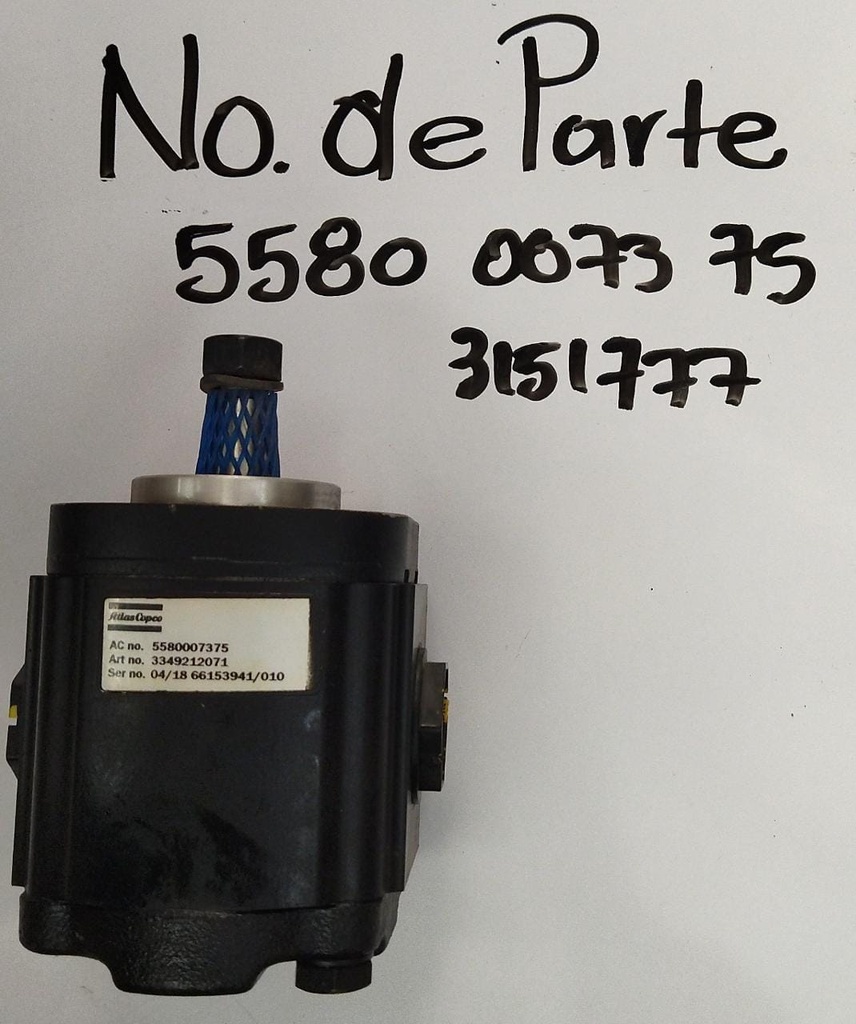 No. de Parte
5580 0073 75
3151777
Atlas Copco
AC no. 5580007375
Art no. 3349212071
Ser no. 04/18 66153941/010